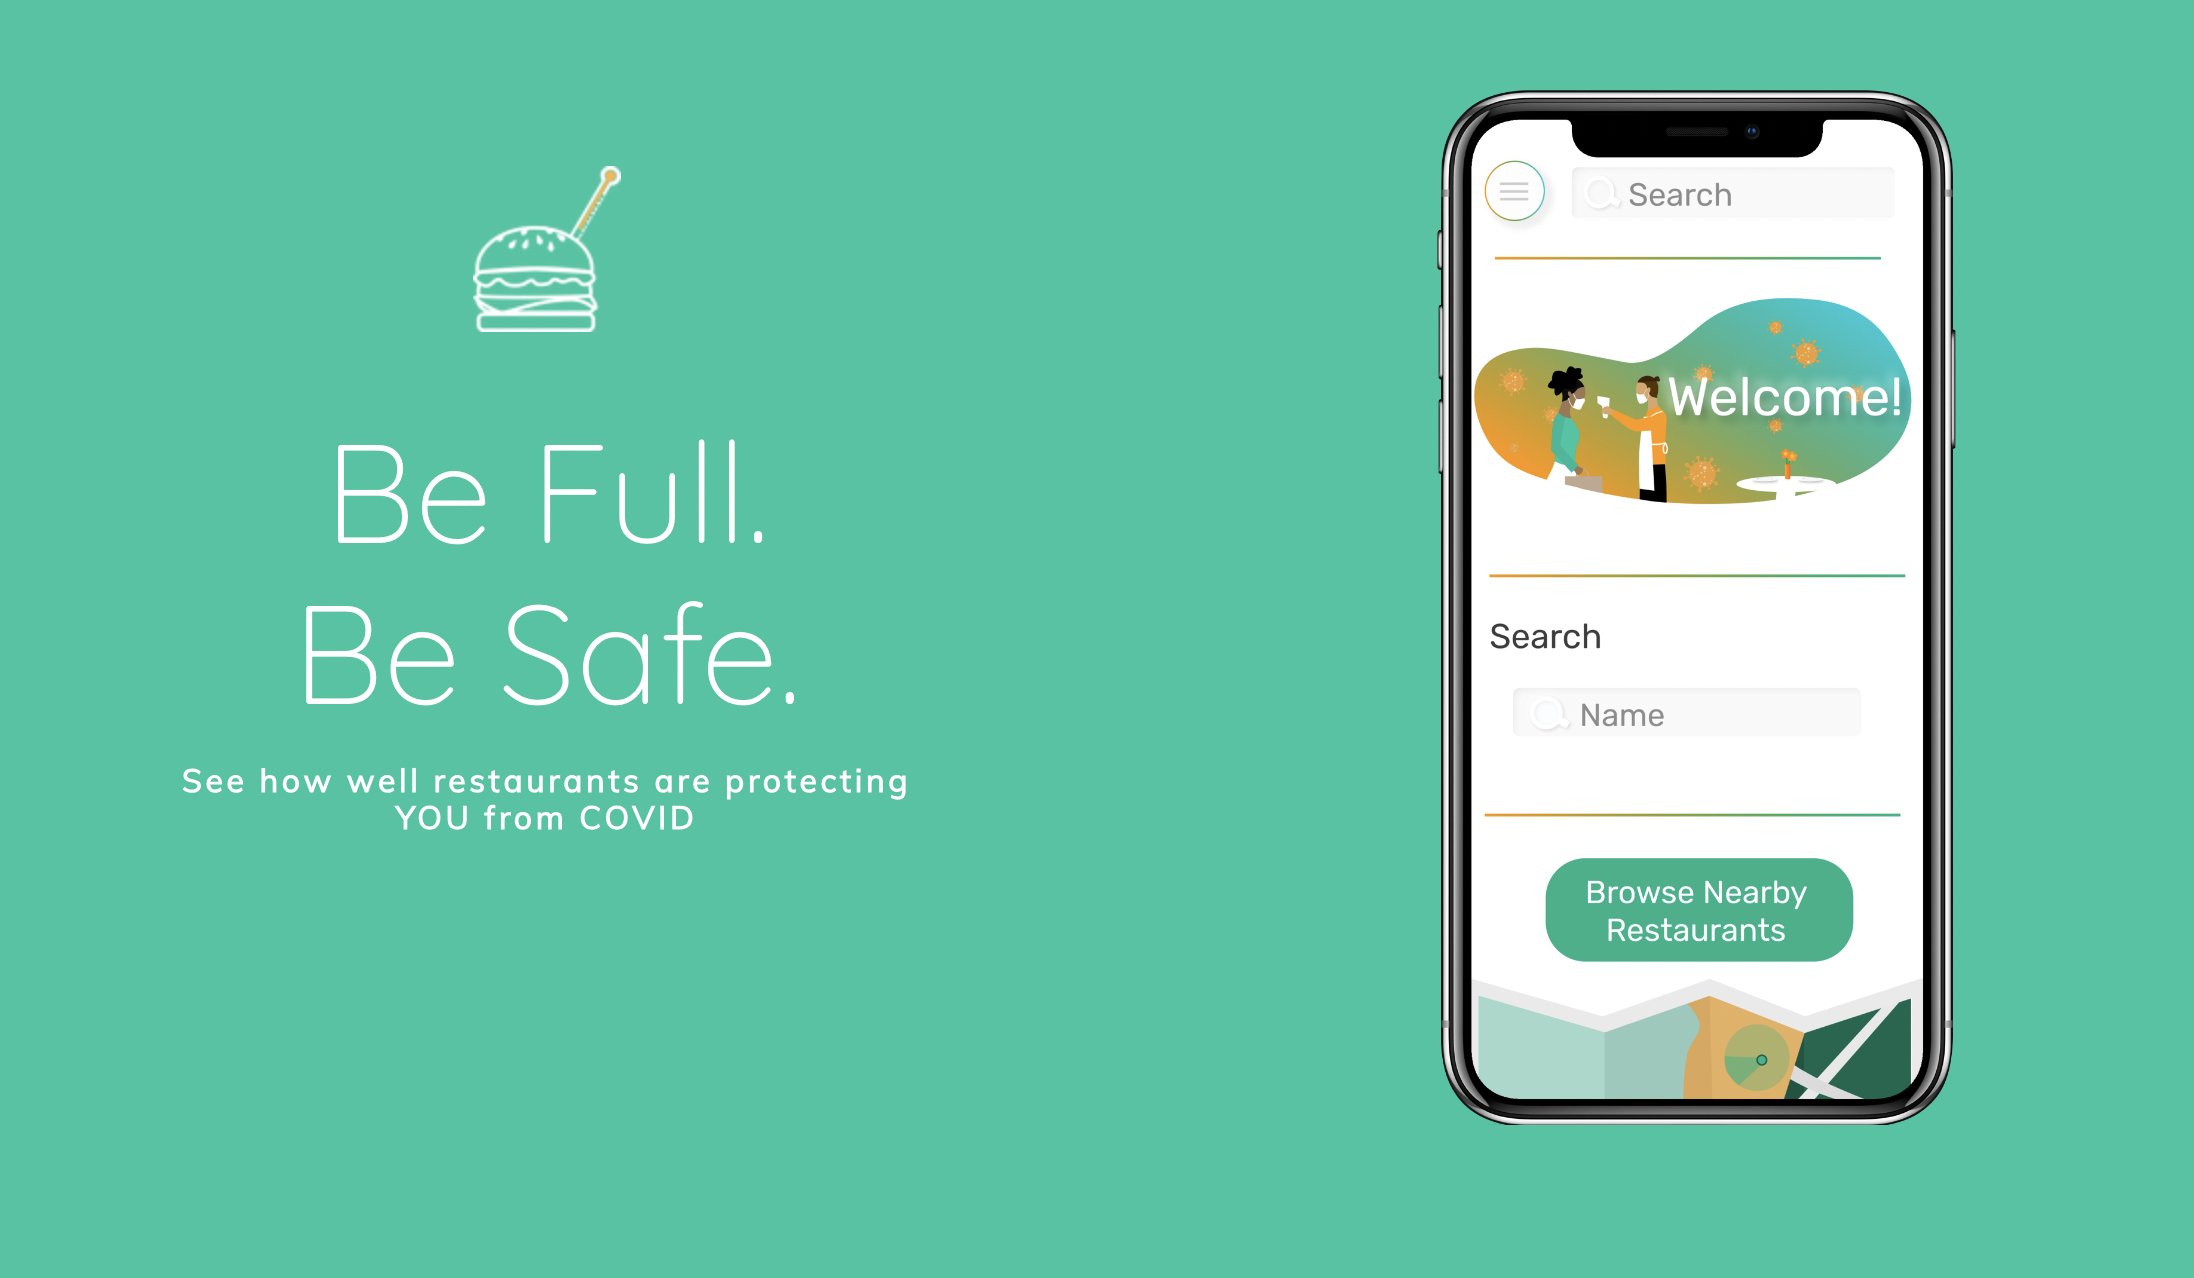 Be Full.
Be Safe.
See how well restaurants are protecting
YOU from COVID
Search
Welcome!
Search
Name
Browse Nearby
Restaurants